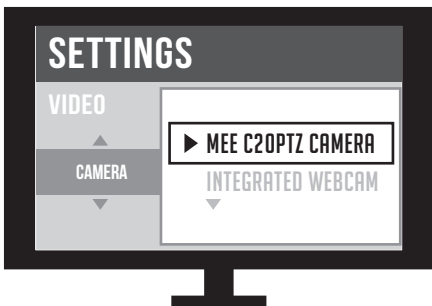 SETTINGS
VIDEO
CAMERA
MEE C20PTZ CAMERA
INTEGRATED WEBCAM